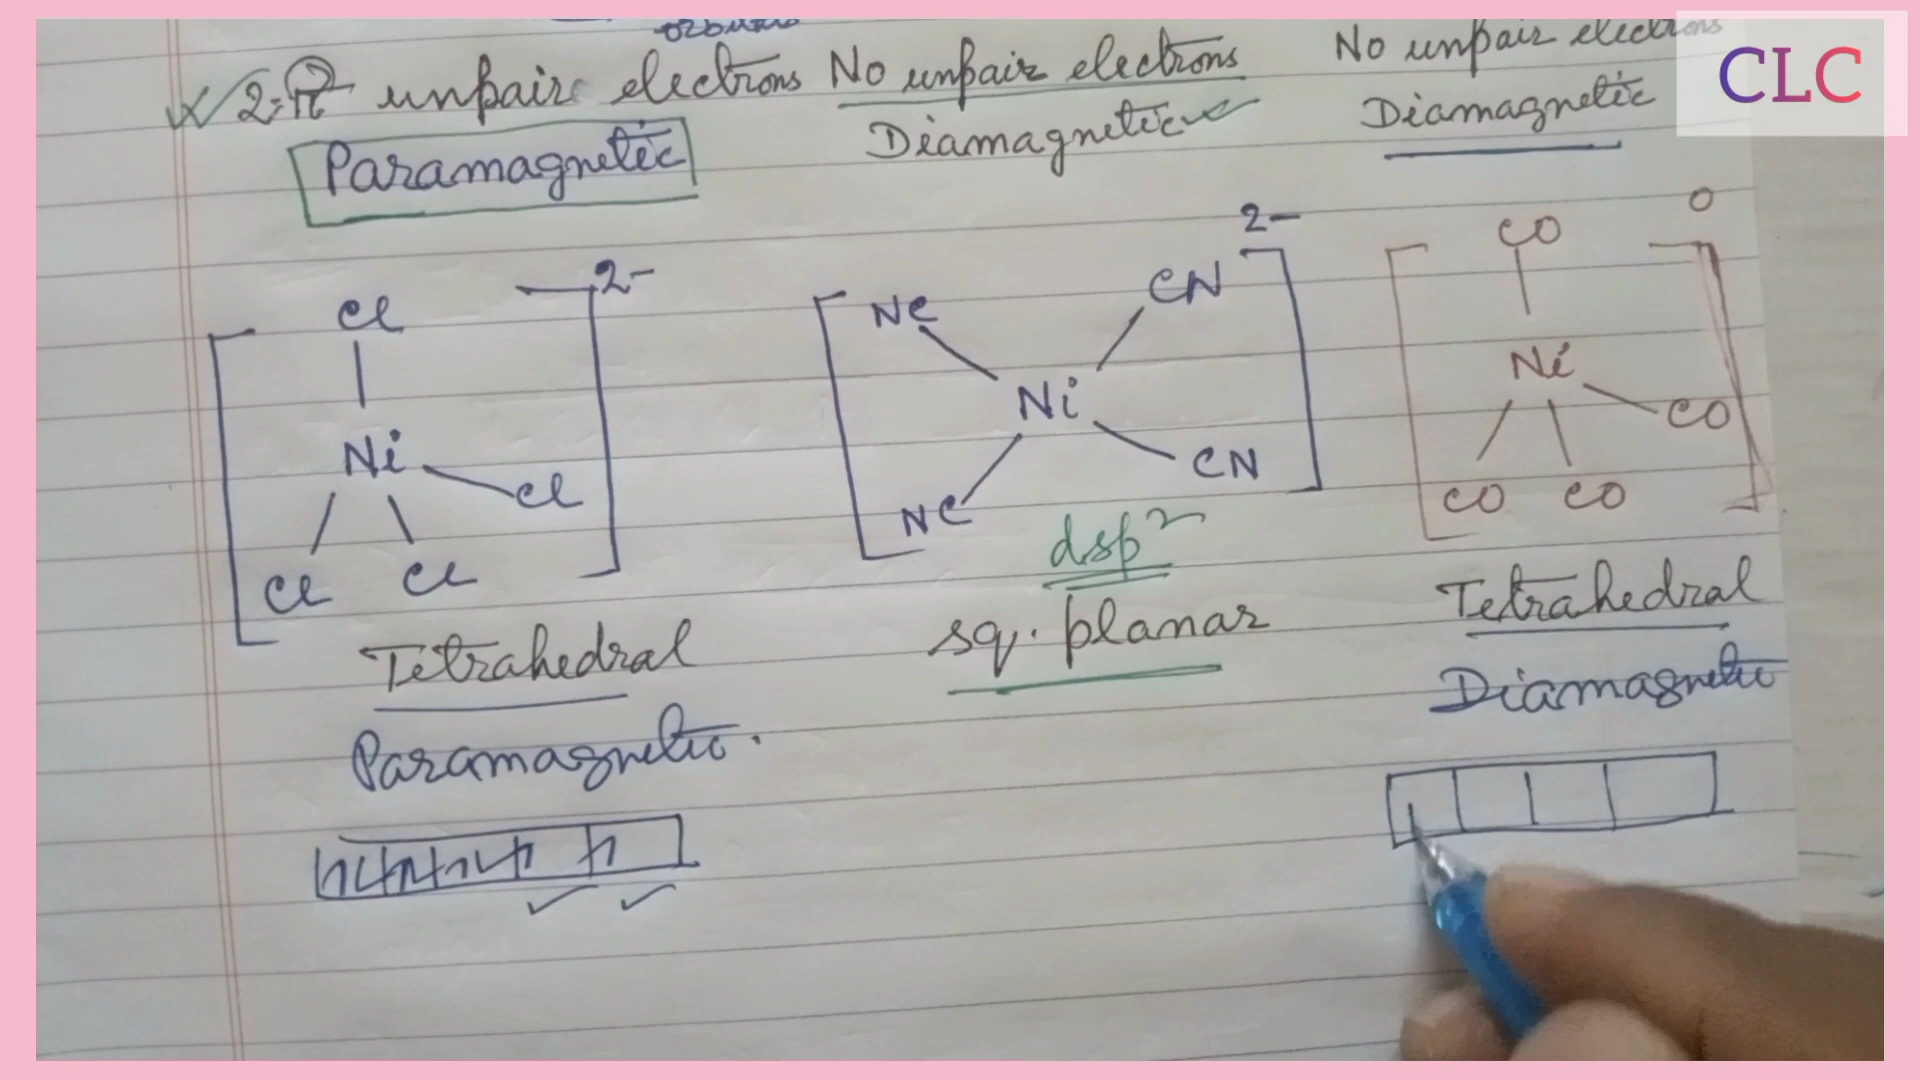 2=n unpair electrons
Paramagnetic
No unpair electrons
Diamagnetic
No unpair electrons
Diamagnetic
CLC
2-
Cl
Ni
Cl
Cl Cl
Tetrahedral
Paramagnetic.
2-
NC CN
Ni
NC CN
dsp²
sq. planar
0
CO
Ni
CO
CO CO
Tetrahedral
Diamagnetic